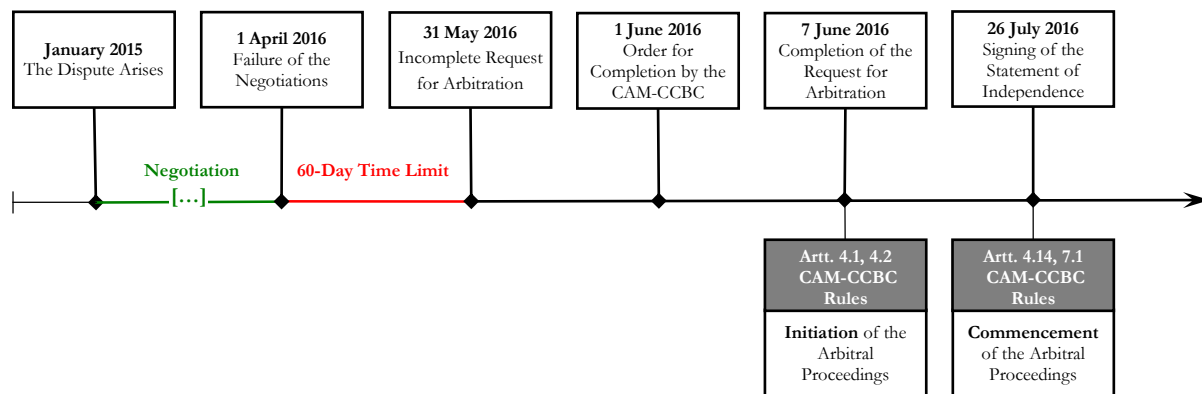 January 2015
The Dispute Arises
1 April 2016
Failure of the
Negotiations
31 May 2016
Incomplete Request
for Arbitration
1 June 2016
Order for
Completion by the
CAM-CCBC
7 June 2016
Completion of the
Request for
Arbitration
26 July 2016
Signing of the
Statement of
Independence
Negotiation
[…]
60-Day Time Limit
Artt. 4.1, 4.2
CAM-CCBC
Rules
Initiation of the
Arbitral
Proceedings
Artt. 4.14, 7.1
CAM-CCBC
Rules
Commencement
of the Arbitral
Proceedings